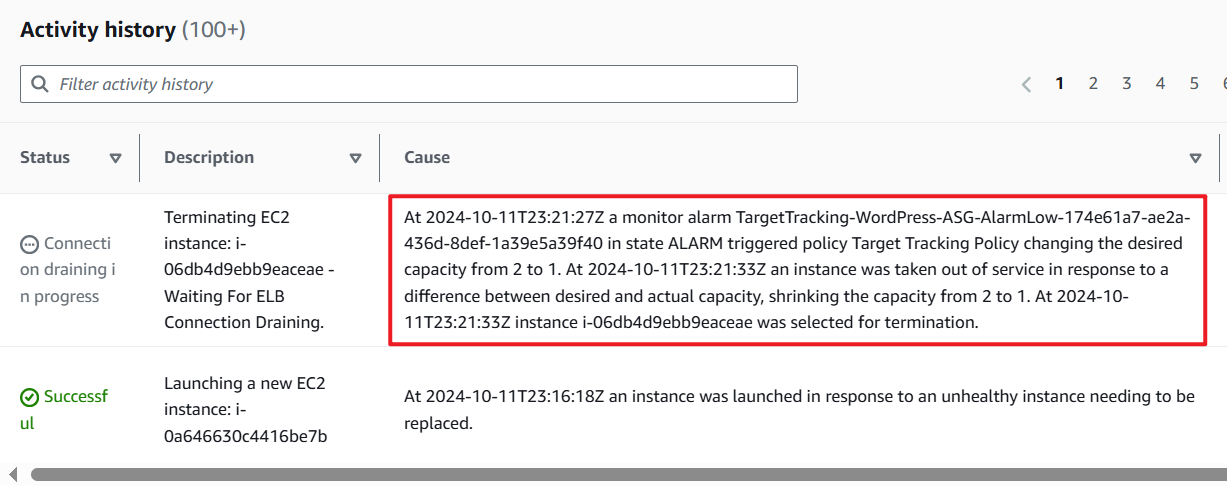 Activity history (100+)
Filter activity history
1 2 3 4 5
Status
Description
Cause
Connecti
on draining i
n progress
Terminating EC2
instance: i-
06db4d9ebb9eaceae -
Waiting For ELB
Connection Draining.
At 2024-10-11T23:21:27Z a monitor alarm TargetTracking-WordPress-ASG-AlarmLow-174e61a7-ae2a-
436d-8def-1a39e5a39f40 in state ALARM triggered policy Target Tracking Policy changing the desired
capacity from 2 to 1. At 2024-10-11T23:21:33Z an instance was taken out of service in response to a
difference between desired and actual capacity, shrinking the capacity from 2 to 1. At 2024-10-
11T23:21:33Z instance i-06db4d9ebb9eaceae was selected for termination.
Successf
ul
Launching a new EC2
instance: i-
0a646630c4416be7b
At 2024-10-11T23:16:18Z an instance was launched in response to an unhealthy instance needing to be
replaced.